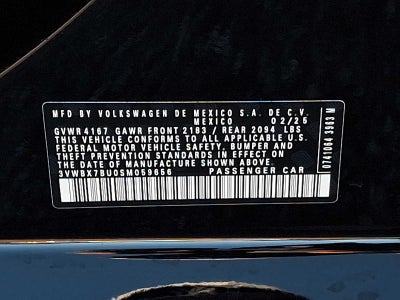 MFD BY VOLKSWAGEN DE MEXICO S.A. DE C.V.
MEXICO 02/25
GVWR 4167 GAWR FRONT 2183 / REAR 2094 LBS
THIS VEHICLE CONFORMS TO ALL APPLICABLE U.S.
FEDERAL MOTOR VEHICLE SAFETY, BUMPER AND
THEFT PREVENTION STANDARDS IN EFFECT ON
THE DATE OF MANUFACTURE SHOWN ABOVE.
3VWBX7BU0SM059656 PASSENGER CAR
0741064 3963 M